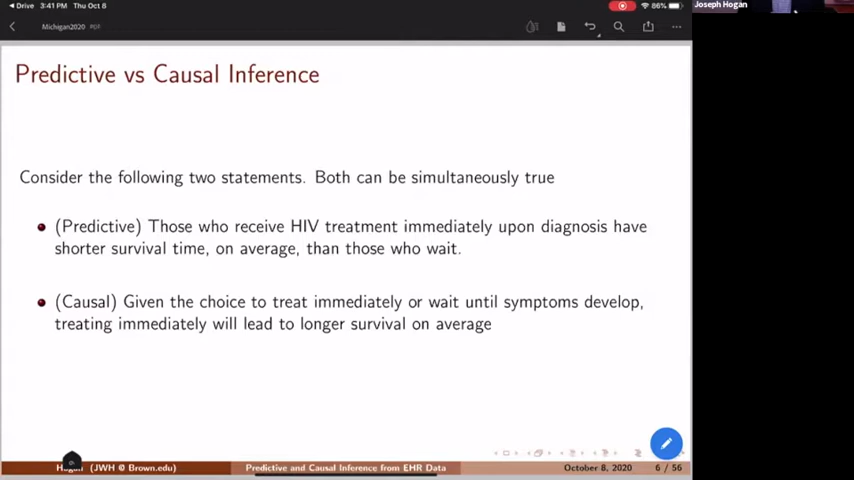 Drive 3:41 PM Thu Oct 8
86%
Joseph Hogan
Michigan2020 PDF
Predictive vs Causal Inference
Consider the following two statements. Both can be simultaneously true
(Predictive) Those who receive HIV treatment immediately upon diagnosis have
shorter survival time, on average, than those who wait.
(Causal) Given the choice to treat immediately or wait until symptoms develop,
treating immediately will lead to longer survival on average
(JWH @ Brown.edu) Predictive and Causal Inference from EHR Data October 8, 2020 6 / 56